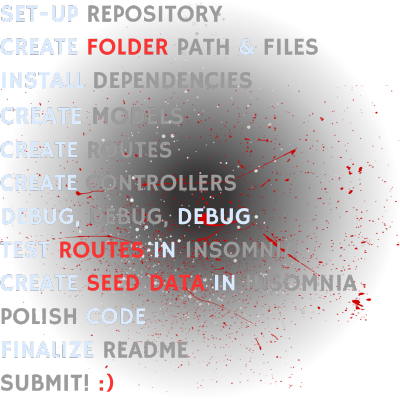 SET-UP REPOSITORY
CREATE FOLDER PATH & FILES
INSTALL DEPENDENCIES
CREATE MODELS
CREATE ROUTES
CREATE CONTROLLERS
DEBUG, DEBUG, DEBUG
TEST ROUTES IN INSOMNIA
CREATE SEED DATA IN INSOMNIA
POLISH CODE
FINALIZE README
SUBMIT! :)